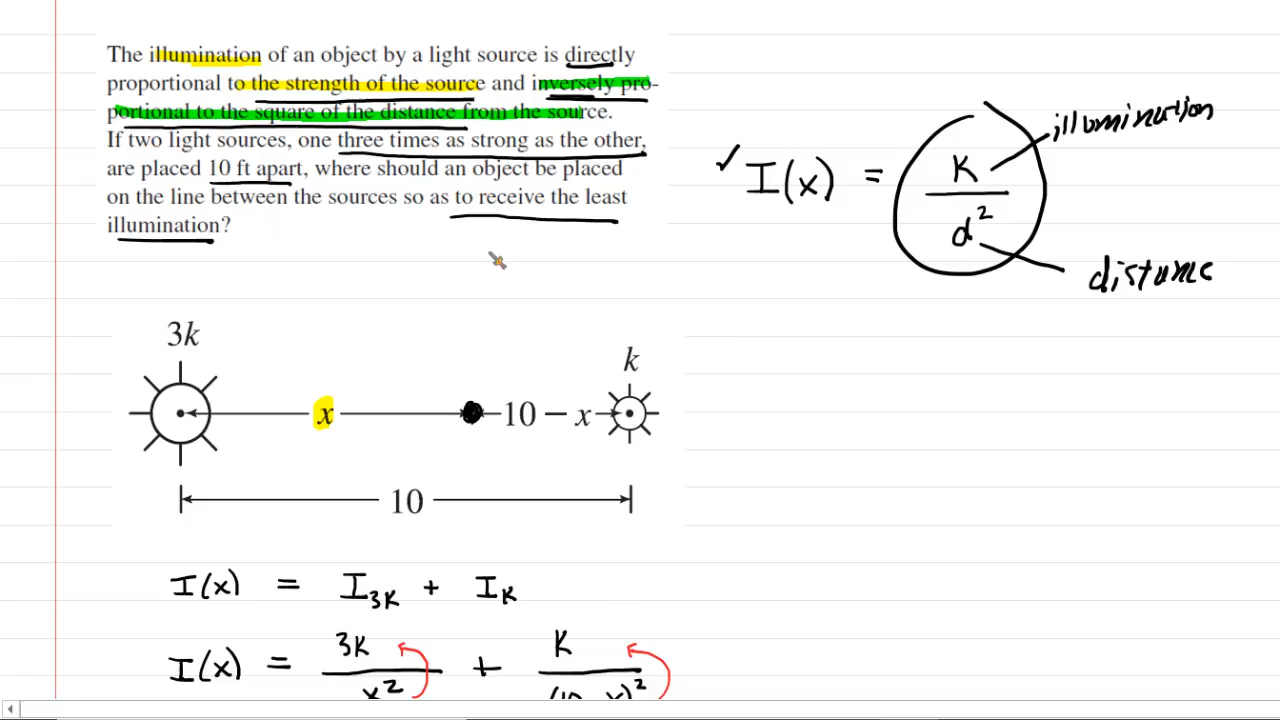 The illumination of an object by a light source is directly
proportional to the strength of the source and inversely pro-
portional to the square of the distance from the source.
If two light sources, one three times as strong as the other,
are placed 10 ft apart, where should an object be placed
on the line between the sources so as to receive the least
illumination?
illumination
✓ I(x) = K
d²
distance
3k
k
x
10 − x
10
I(x) = I3K + IK
I(x) = 3K + K
x² (10 - x)²